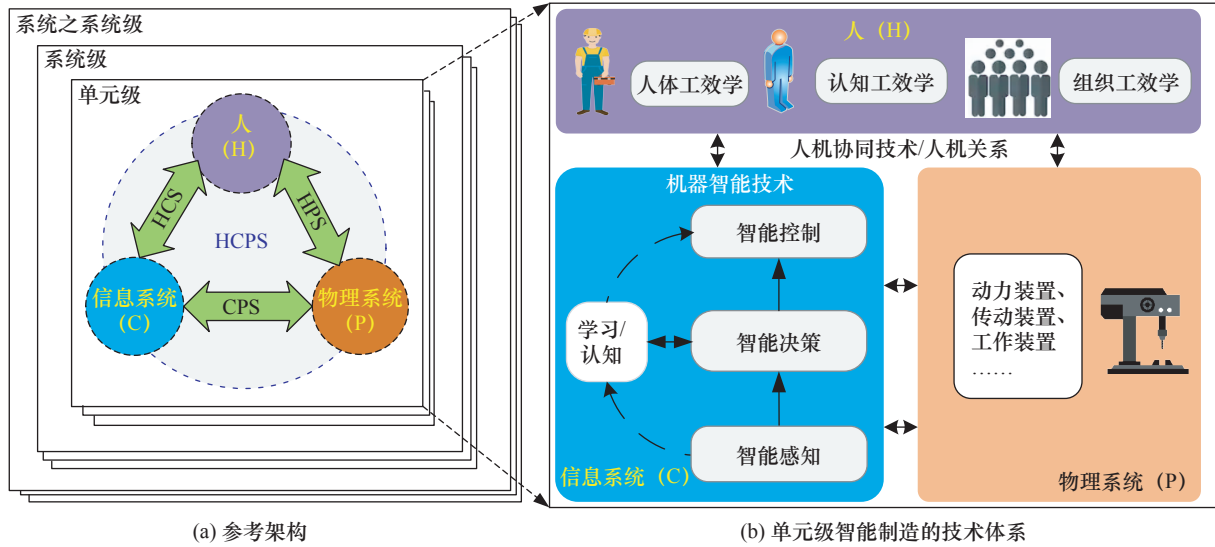 系统之系统级
系统级
单元级
人
(H)
HCS
HPS
HCPS
信息系统
(C)
CPS
物理系统
(P)
(a) 参考架构
人(H)
人体工效学
认知工效学
组织工效学
人机协同技术/人机关系
机器智能技术
智能控制
学习/
认知
智能决策
智能感知
信息系统(C)
动力装置、
传动装置、
工作装置
……
物理系统(P)
(b) 单元级智能制造的技术体系